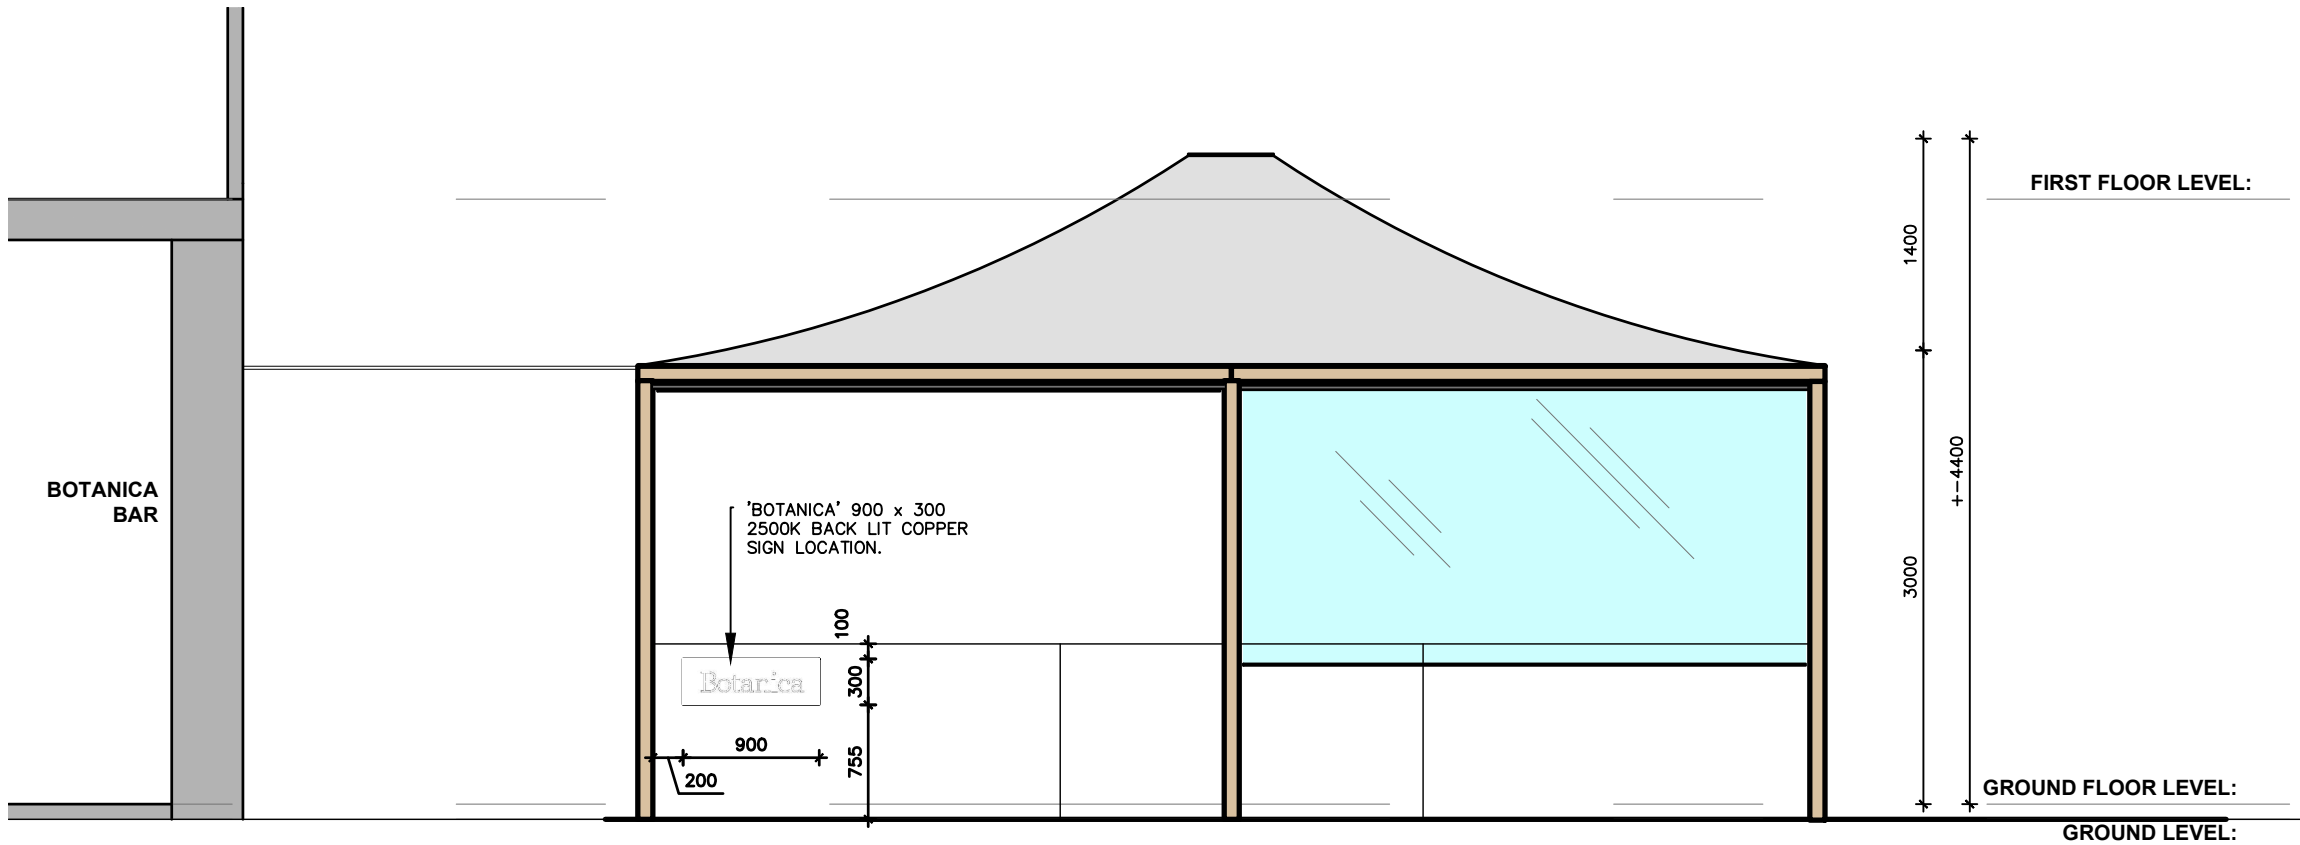 FIRST FLOOR LEVEL:
1400
+-4400
BOTANICA
BAR
'BOTANICA' 900 x 300
2500K BACK LIT COPPER
SIGN LOCATION.
3000
100
300
Botanica
900
755
200
GROUND FLOOR LEVEL:
GROUND LEVEL: